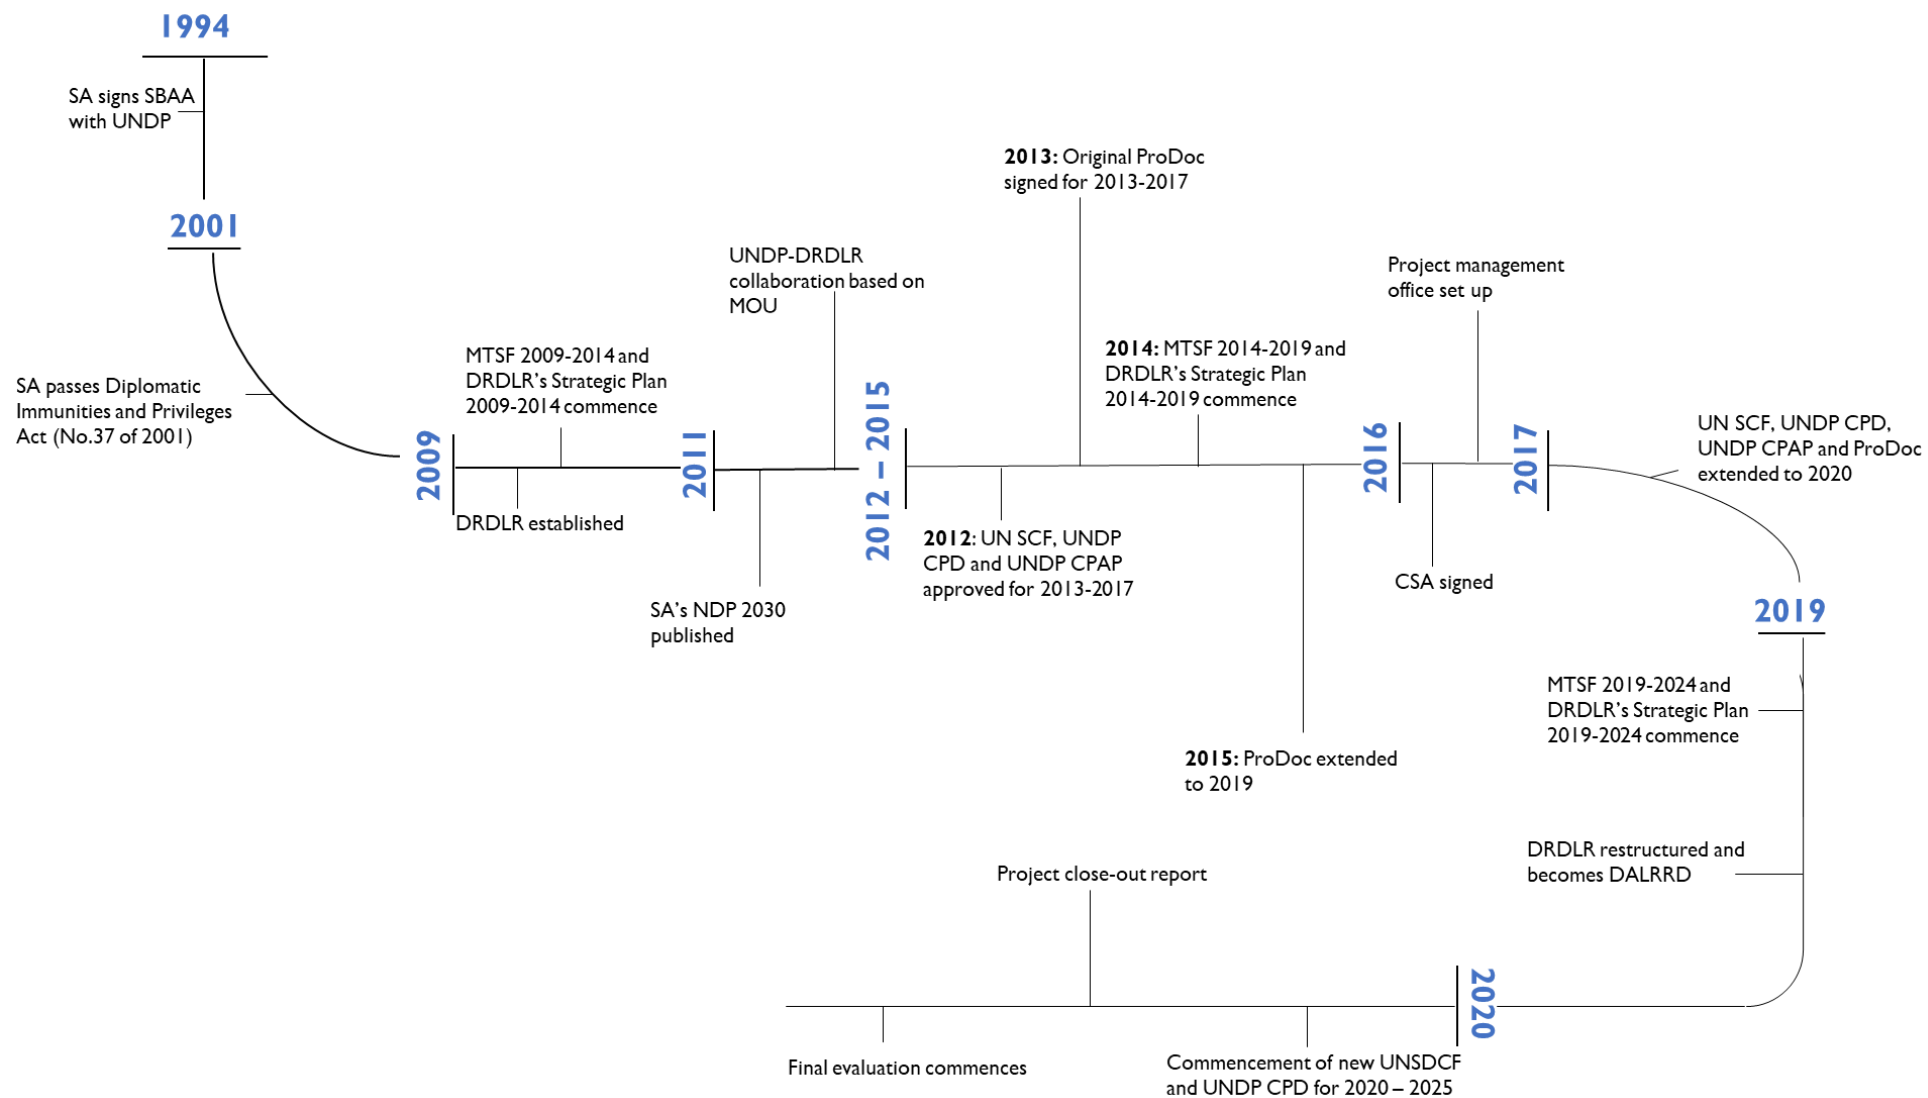 1994
SA signs SBAA
with UNDP
2001
SA passes Diplomatic
Immunities and Privileges
Act (No.37 of 2001)
2009
MTSF 2009-2014 and
DRDLR's Strategic Plan
2009-2014 commence
DRDLR established
2011
UNDP-DRDLR
collaboration based on
MOU
SA's NDP 2030
published
2012 – 2015
2012: UN SCF, UNDP
CPD and UNDP CPAP
approved for 2013-2017
2013: Original ProDoc
signed for 2013-2017
2014: MTSF 2014-2019 and
DRDLR's Strategic Plan
2014-2019 commence
2015: ProDoc extended
to 2019
2016
Project management
office set up
CSA signed
2017
UN SCF, UNDP CPD,
UNDP CPAP and ProDoc
extended to 2020
2019
MTSF 2019-2024 and
DRDLR's Strategic Plan
2019-2024 commence
DRDLR restructured and
becomes DALRRD
2020
Commencement of new UNSDCF
and UNDP CPD for 2020 – 2025
Project close-out report
Final evaluation commences